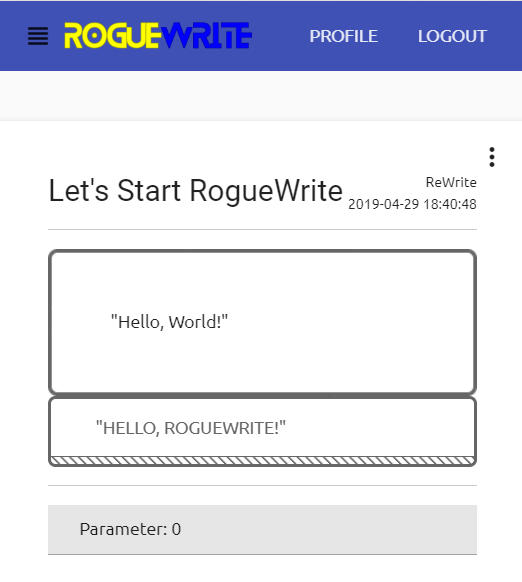 ROGUEWRITE PROFILE LOGOUT
Let's Start RogueWrite
ReWrite
2019-04-29 18:40:48
"Hello, World!"
"HELLO, ROGUEWRITE!"
Parameter: 0